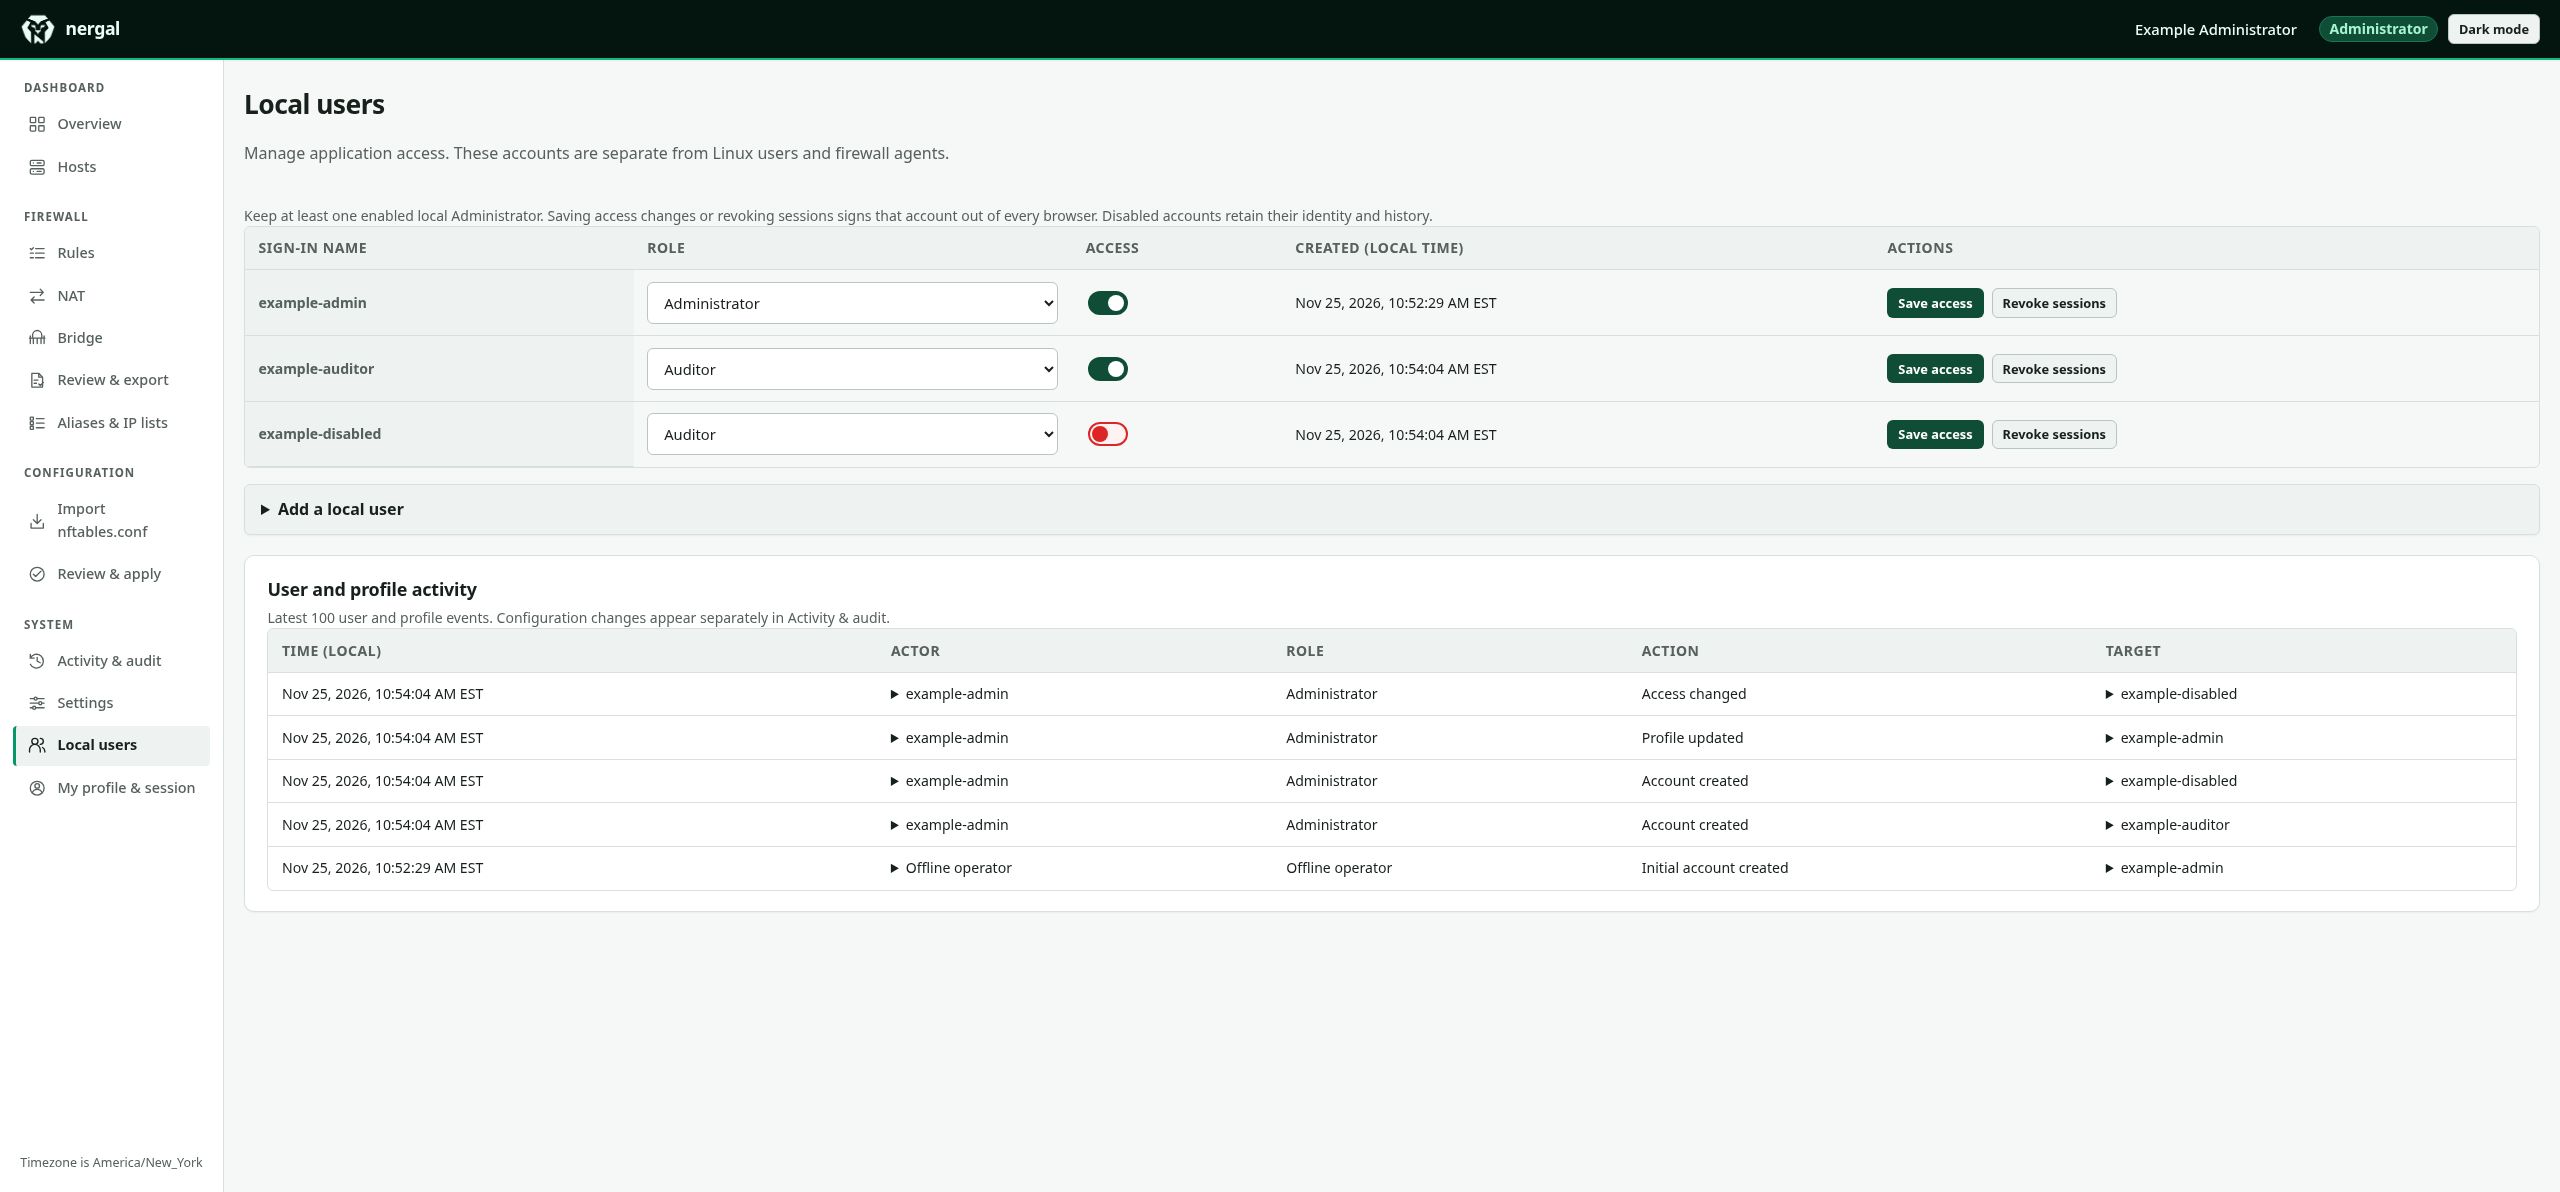 nergal
Example Administrator
Administrator
Dark mode
DASHBOARD
Overview
Hosts
FIREWALL
Rules
NAT
Bridge
Review & export
Aliases & IP lists
CONFIGURATION
Import
nftables.conf
Review & apply
SYSTEM
Activity & audit
Settings
Local users
My profile & session
Timezone is America/New_York
Local users
Manage application access. These accounts are separate from Linux users and firewall agents.
Keep at least one enabled local Administrator. Saving access changes or revoking sessions signs that account out of every browser. Disabled accounts retain their identity and history.
SIGN-IN NAME ROLE ACCESS CREATED (LOCAL TIME) ACTIONS
example-admin Administrator Nov 25, 2026, 10:52:29 AM EST Save access Revoke sessions
example-auditor Auditor Nov 25, 2026, 10:54:04 AM EST Save access Revoke sessions
example-disabled Auditor Nov 25, 2026, 10:54:04 AM EST Save access Revoke sessions
Add a local user
User and profile activity
Latest 100 user and profile events. Configuration changes appear separately in Activity & audit.
TIME (LOCAL) ACTOR ROLE ACTION TARGET
Nov 25, 2026, 10:54:04 AM EST example-admin Administrator Access changed example-disabled
Nov 25, 2026, 10:54:04 AM EST example-admin Administrator Profile updated example-admin
Nov 25, 2026, 10:54:04 AM EST example-admin Administrator Account created example-disabled
Nov 25, 2026, 10:54:04 AM EST example-admin Administrator Account created example-auditor
Nov 25, 2026, 10:52:29 AM EST Offline operator Offline operator Initial account created example-admin